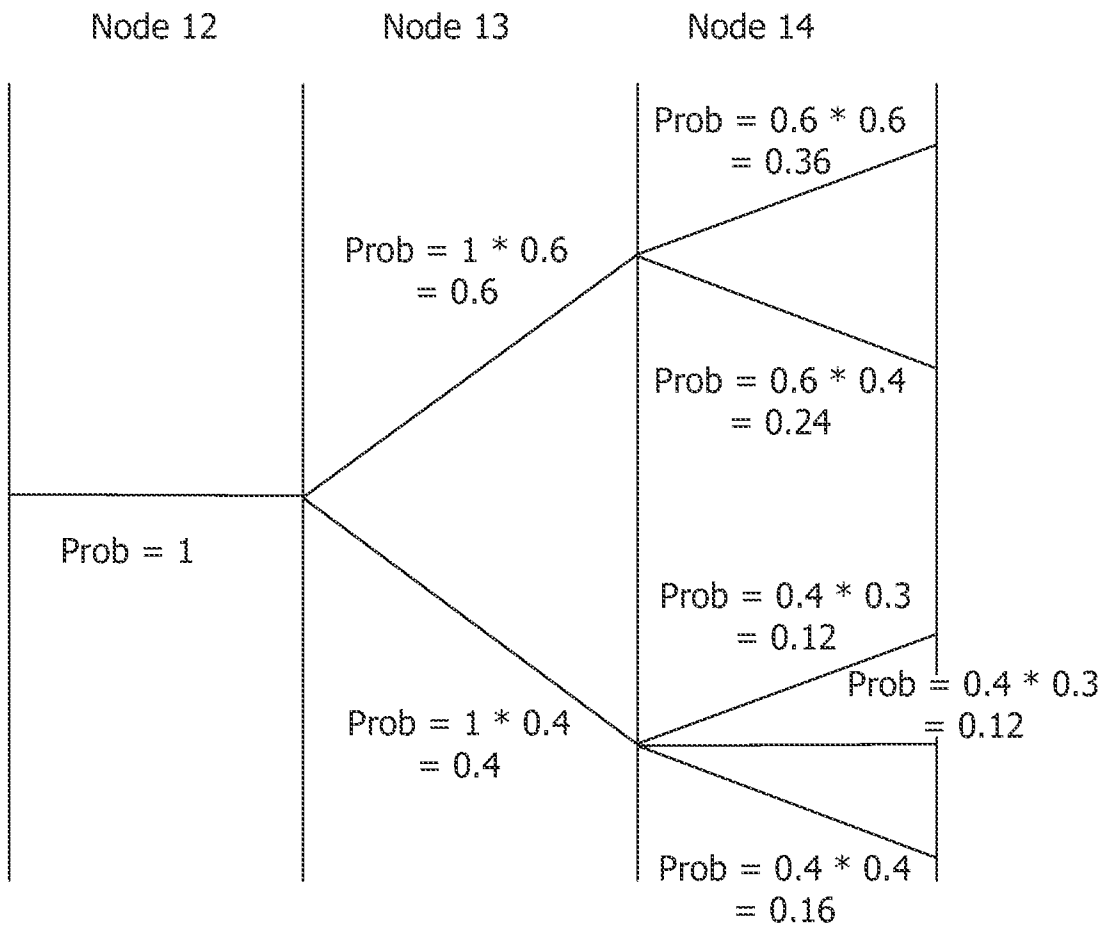 Node 12
Node 13
Node 14
Prob = 0.6 * 0.6
= 0.36
Prob = 1 * 0.6
= 0.6
Prob = 0.6 * 0.4
= 0.24
Prob = 1
Prob = 0.4 * 0.3
= 0.12
Prob = 0.4 * 0.3
= 0.12
Prob = 1 * 0.4
= 0.4
Prob = 0.4 * 0.4
= 0.16